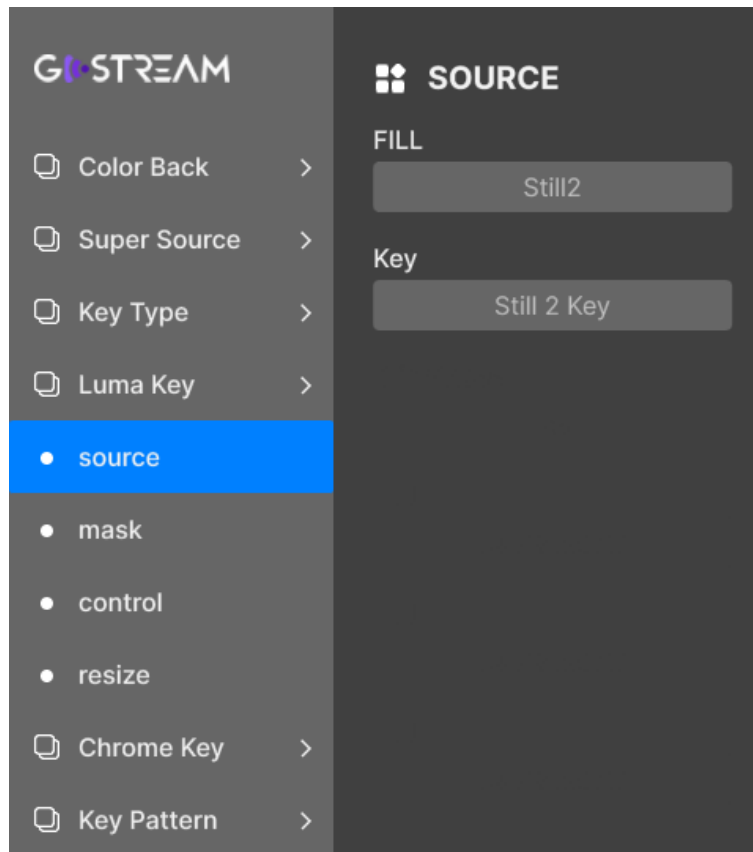 GOSTREAM
Color Back
Super Source
Key Type
Luma Key
source
mask
control
resize
Chrome Key
Key Pattern
SOURCE
FILL
Still2
Key
Still 2 Key